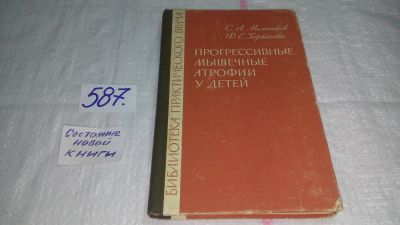 587.
Состояние
новой
книги
БИБЛИОТЕКА ПРАКТИЧЕСКОГО ВРАЧА
ПРОГРЕССИВНЫЕ
МЫШЕЧНЫЕ
АТРОФИИ
У ДЕТЕЙ